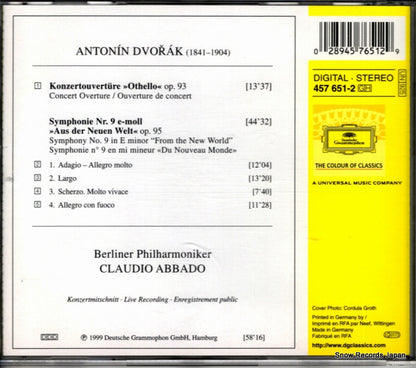 ANTONÍN DVOŘÁK (1841–1904)
1 Konzertouvertüre »Othello« op. 93 [13'37]
Concert Overture / Ouverture de concert
Symphonie Nr. 9 e-moll [44'32]
»Aus der Neuen Welt« op. 95
Symphony No. 9 in E minor "From the New World"
Symphonie n° 9 en mi mineur «Du Nouveau Monde»
2 1. Adagio – Allegro molto [12'04]
3 2. Largo [13'20]
4 3. Scherzo. Molto vivace [7'40]
5 4. Allegro con fuoco [11'28]
Berliner Philharmoniker
CLAUDIO ABBADO
Konzertmitschnitt · Live Recording · Enregistrement public
DDD ℗ 1999 Deutsche Grammophon GmbH, Hamburg [58'16]
0 28945 76512 9
DIGITAL · STEREO
457 651-2 GH
Deutsche
Grammophon
THE COLOUR OF CLASSICS
A UNIVERSAL MUSIC COMPANY
Cover Photo: Cordula Groth
Printed in Germany by /
Imprimé en RFA par Neef, Wittingen
Made in Germany /
Fabriqué en RFA
http://www.dgclassics.com
Snow Records Japan